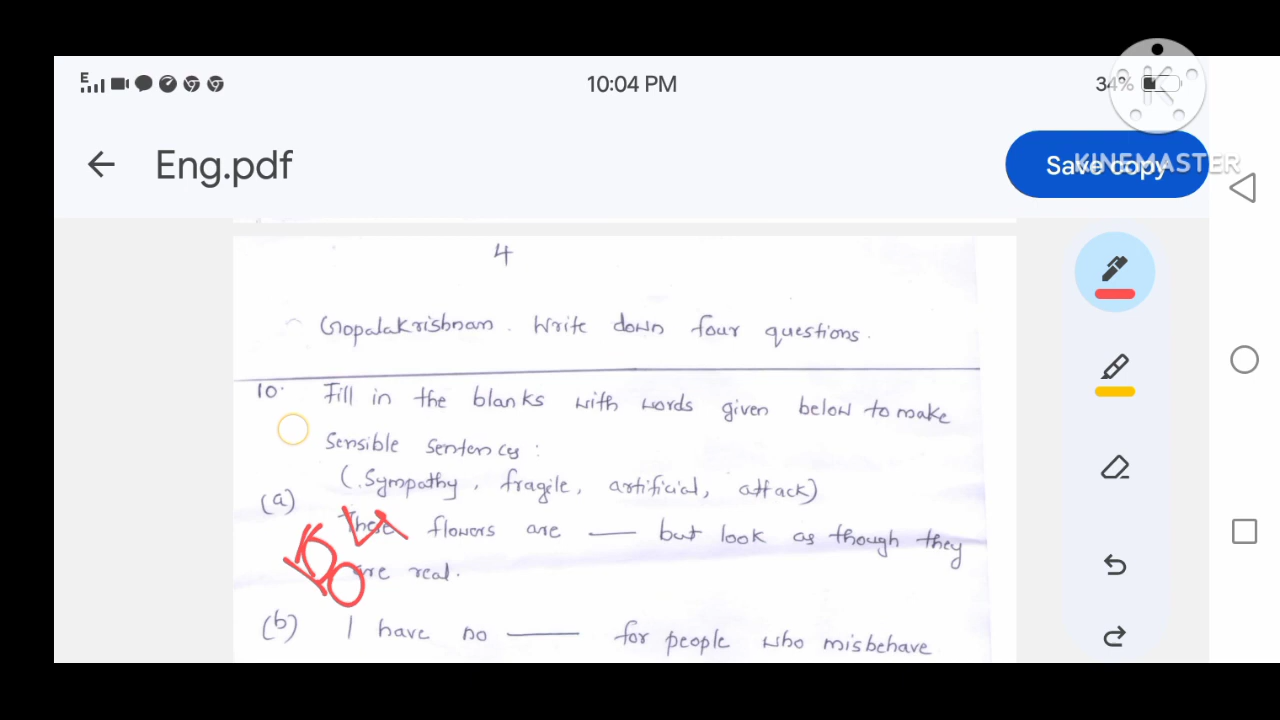 E
10:04 PM
34%
Eng.pdf
Save copy
KINEMASTER
4
Gopalakrishnan. Write down four questions.
10. Fill in the blanks with words given below to make
Sensible Sentences :
(Sympathy, fragile, artificial, attack)
(a) These flowers are —— but look as though they
are real.
(b) I have no —— for people who misbehave